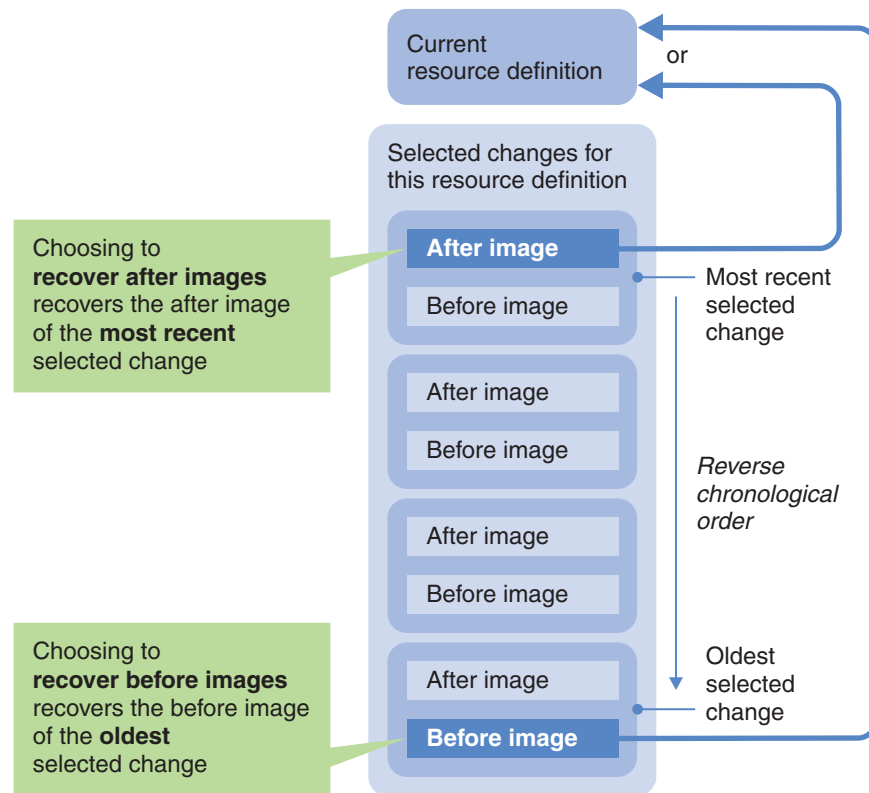 Current
resource definition
or
Selected changes for
this resource definition
Choosing to
recover after images
recovers the after image
of the most recent
selected change
After image
Before image
Most recent
selected
change
After image
Before image
Reverse
chronological
order
After image
Before image
Choosing to
recover before images
recovers the before image
of the oldest
selected change
After image
Before image
Oldest
selected
change